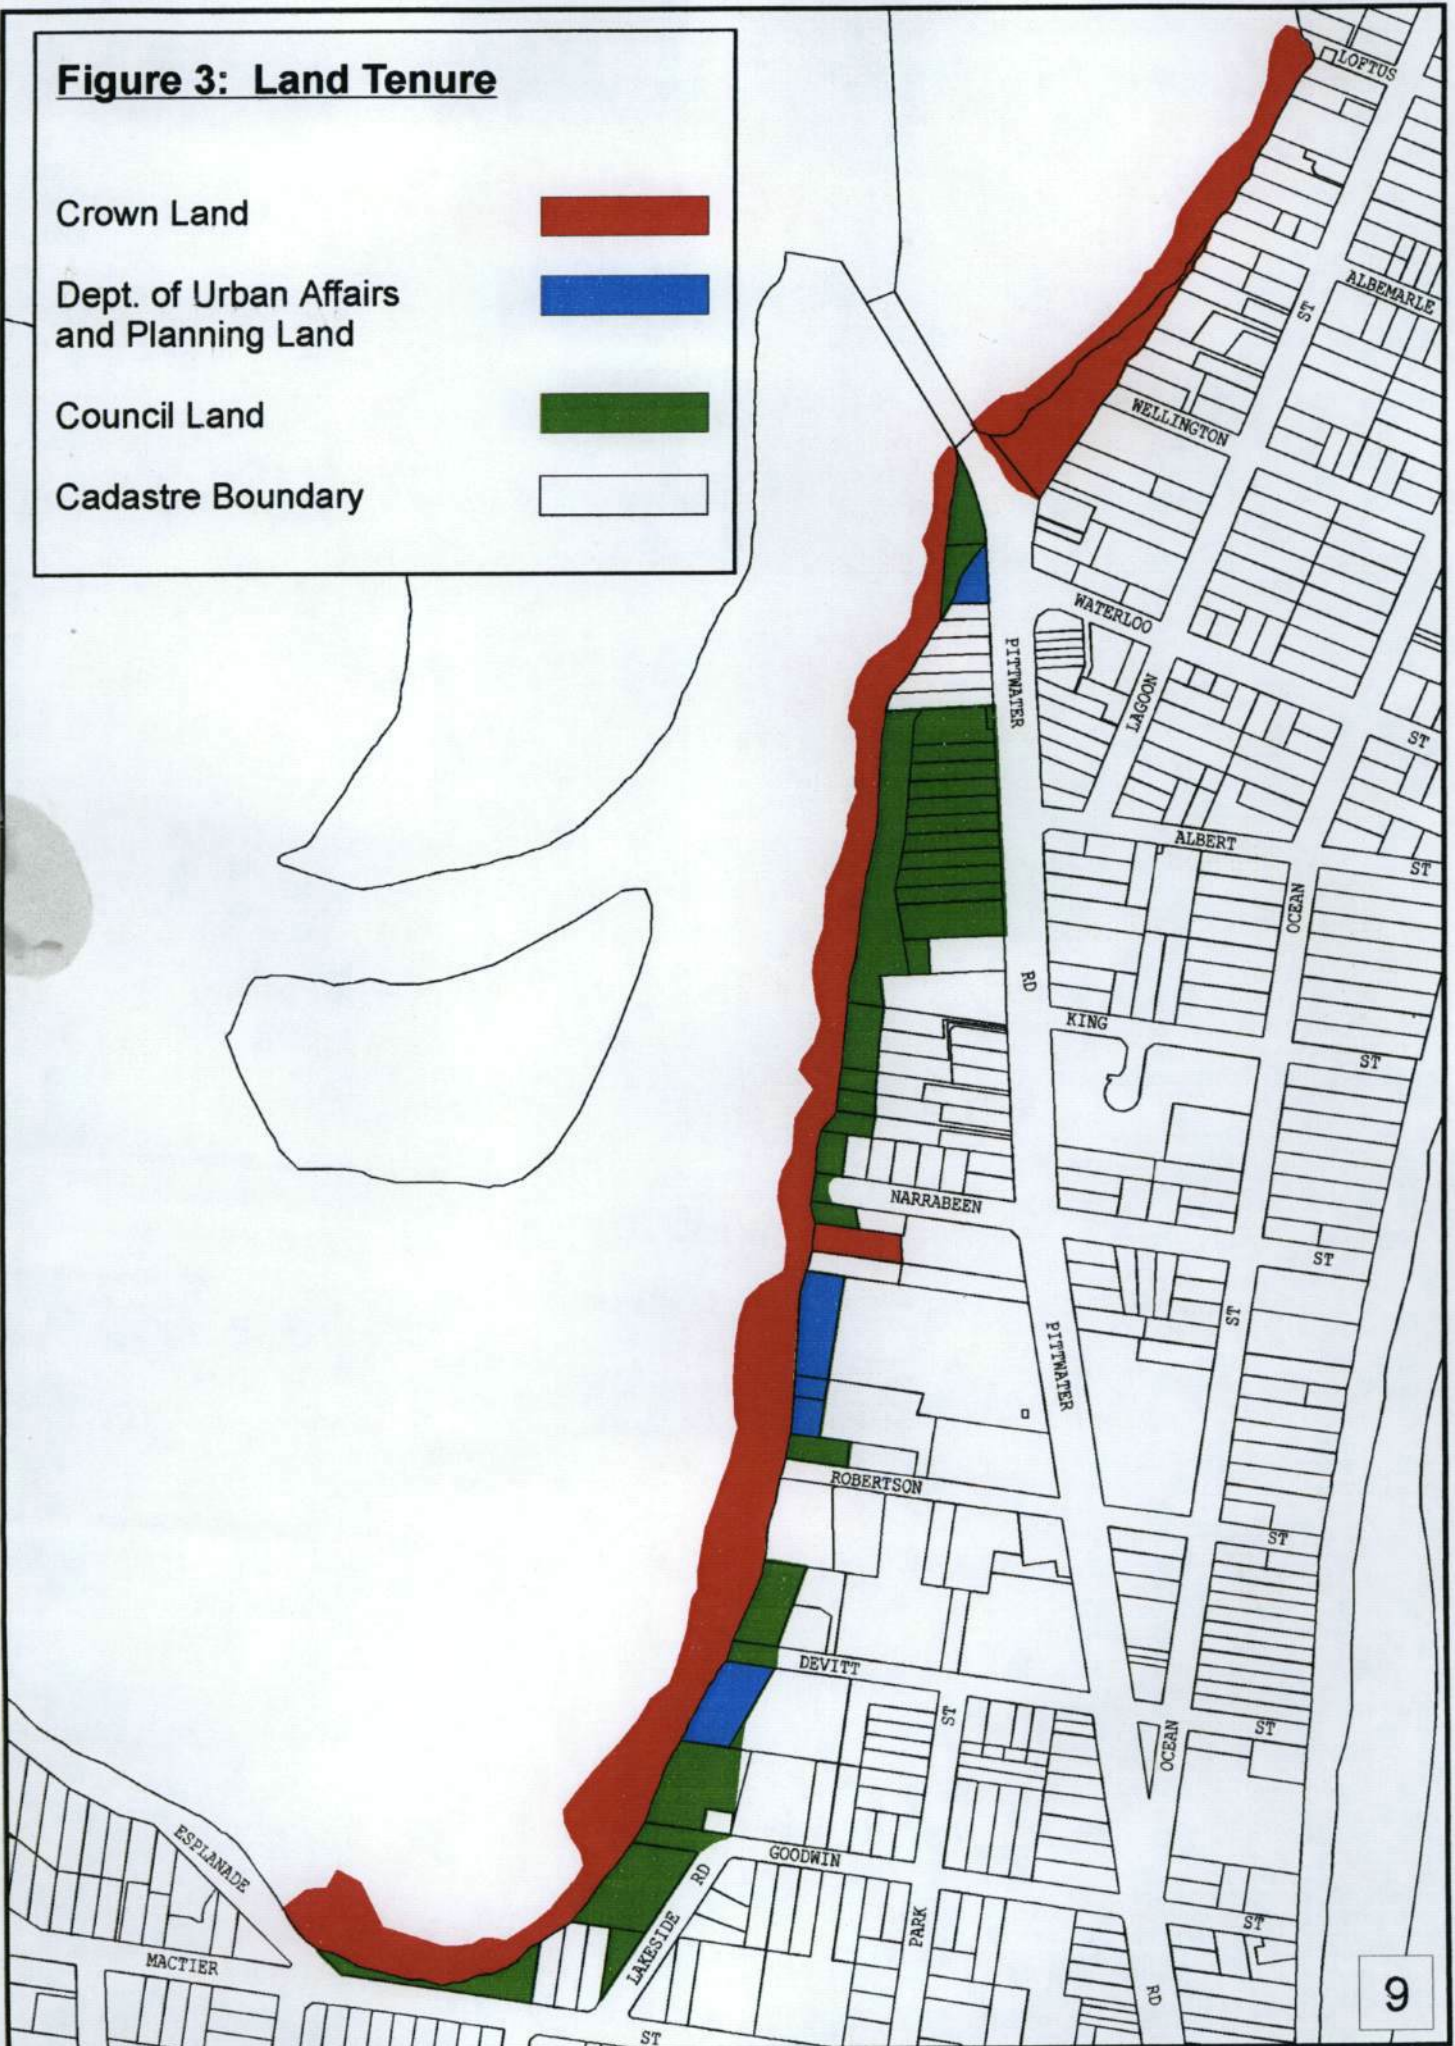 Figure 3: Land Tenure
Crown Land
Dept. of Urban Affairs
and Planning Land
Council Land
Cadastre Boundary
LOFTUS
ALBEMARLE
ST
WELLINGTON
WATERLOO
PITTWATER
LAGOON
ST
ALBERT
ST
OCEAN
RD
KING
ST
NARRABEEN
ST
ST
PITTWATER
ROBERTSON
ST
DEVITT
ST
ST
OCEAN
ESPLANADE
GOODWIN
RD
LAKESIDE
PARK
ST
MACTIER
RD
9
ST